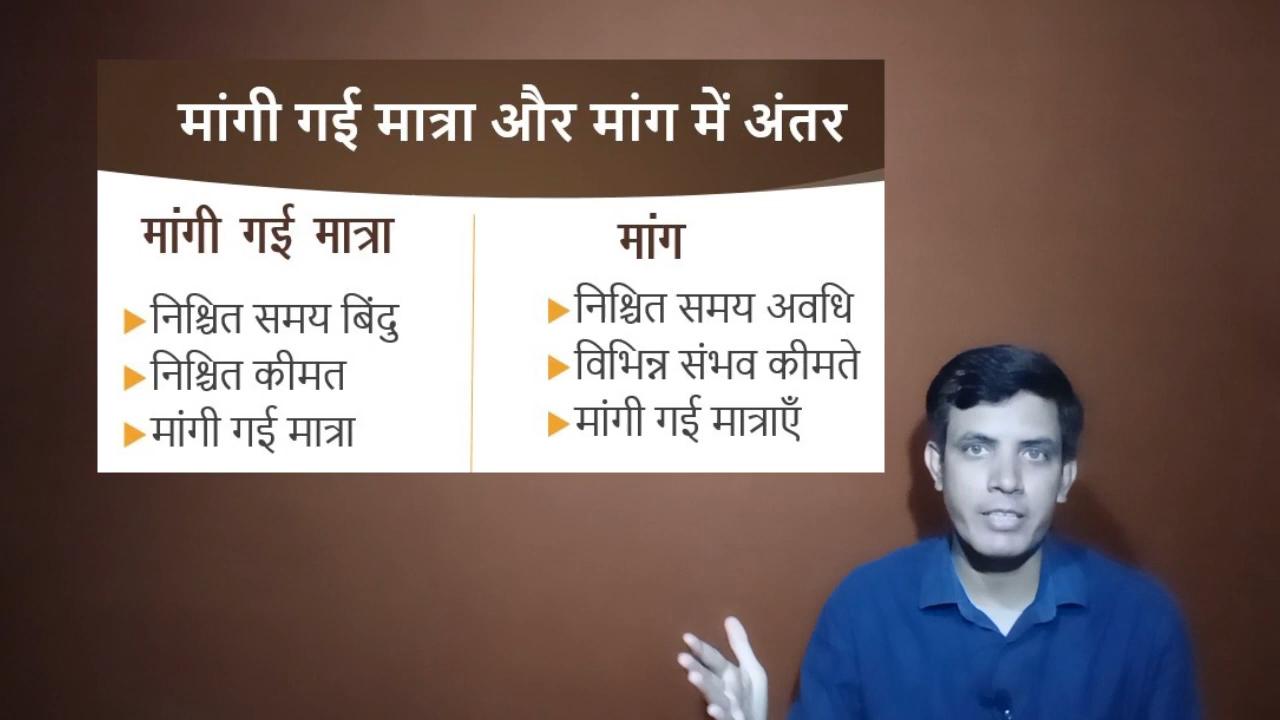 मांगी गई मात्रा और मांग में अंतर
मांगी गई मात्रा
निश्चित समय बिंदु
निश्चित कीमत
मांगी गई मात्रा
मांग
निश्चित समय अवधि
विभिन्न संभव कीमते
मांगी गई मात्राएँ